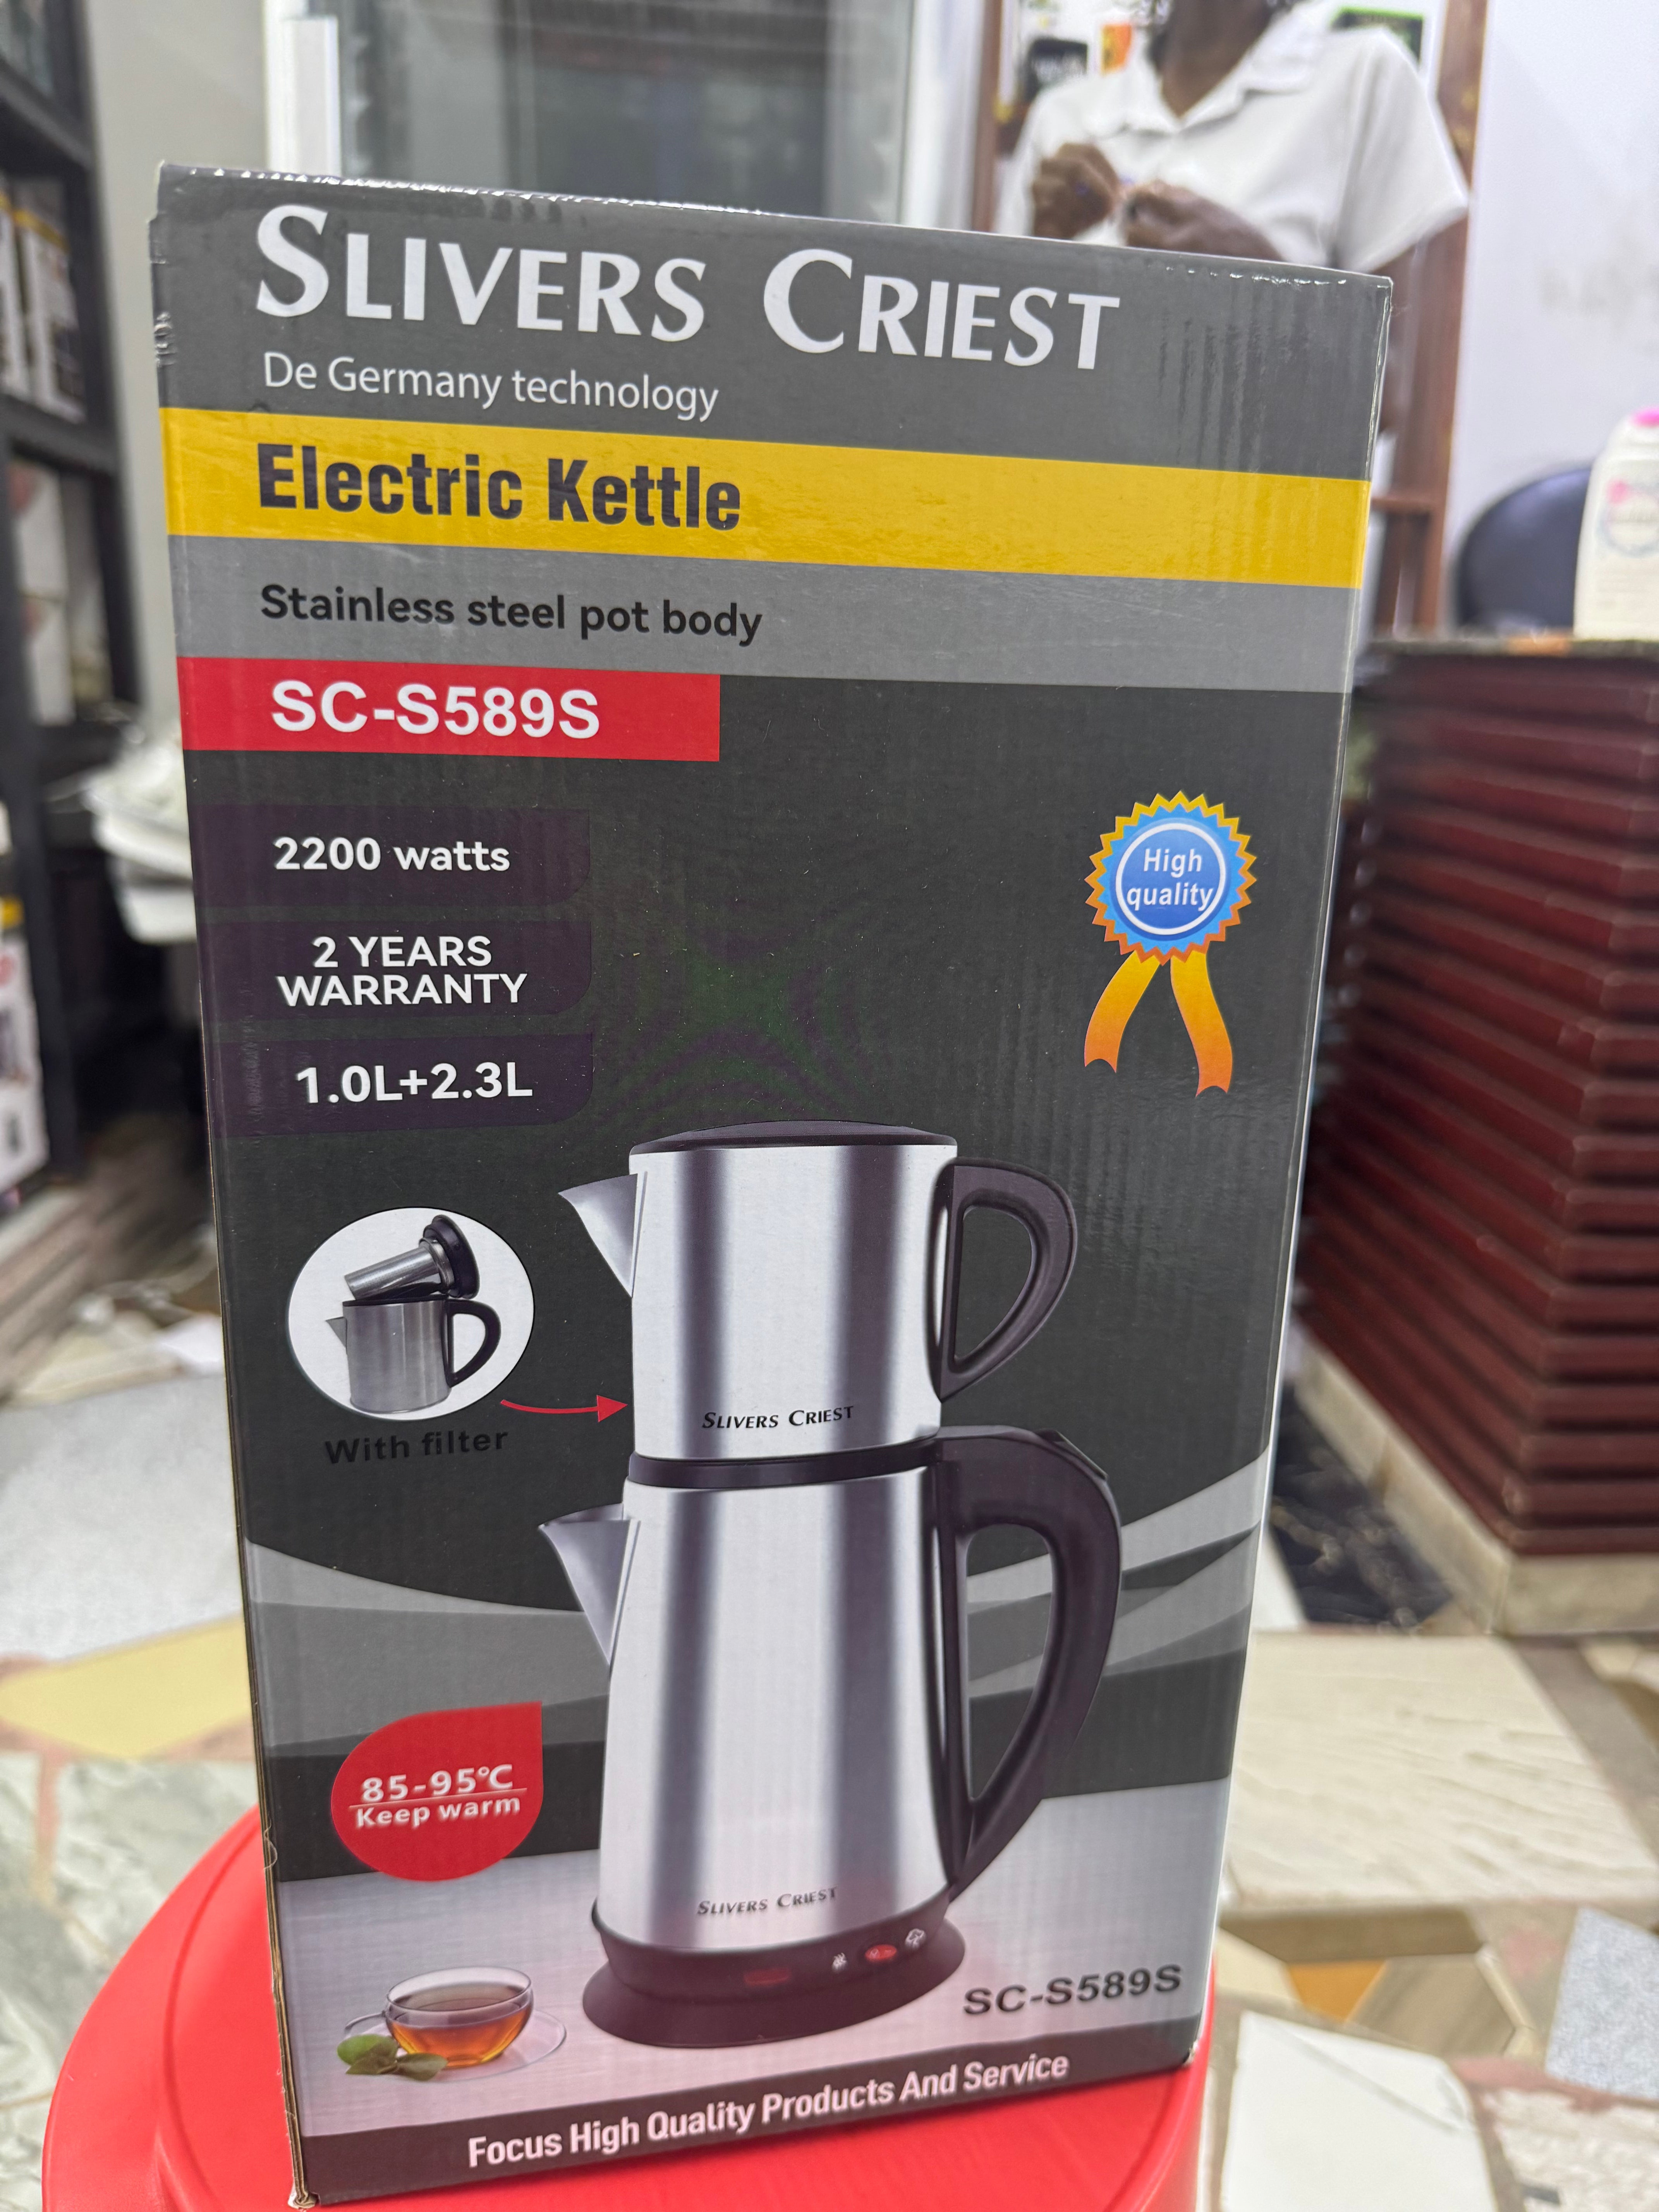 SLIVERS CRIEST
De Germany technology
Electric Kettle
Stainless steel pot body
SC-S589S
2200 watts
2 YEARS
WARRANTY
1.0L+2.3L
High
quality
With filter
SLIVERS CRIEST
85-95°C
Keep warm
SLIVERS CRIEST
SC-S589S
Focus High Quality Products And Service